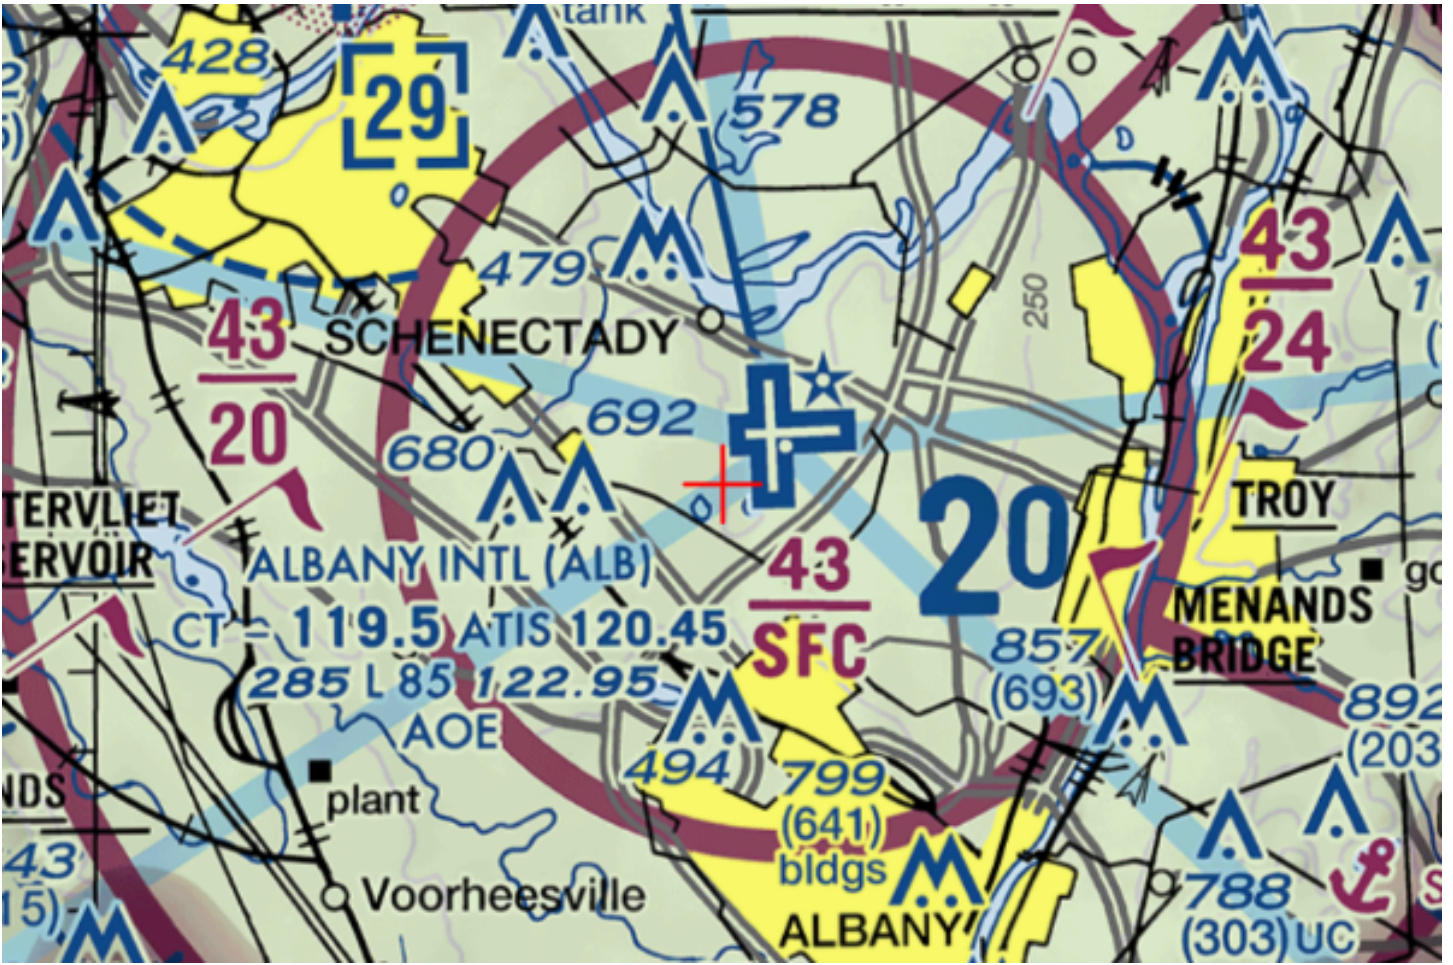 tank
428
29
578
479
43
20
SCHENECTADY
250
43
24
692
680
TERVLIET
ERVOIR
TROY
ALBANY INTL (ALB)
CT - 119.5 ATIS 120.45
285 L 85 122.95
AOE
43
SFC
20
857
(693)
MENANDS
BRIDGE
892
(203
494
799
(641)
bldgs
plant
NDS
43
15)
Voorheesville
ALBANY
788
(303) UC
go